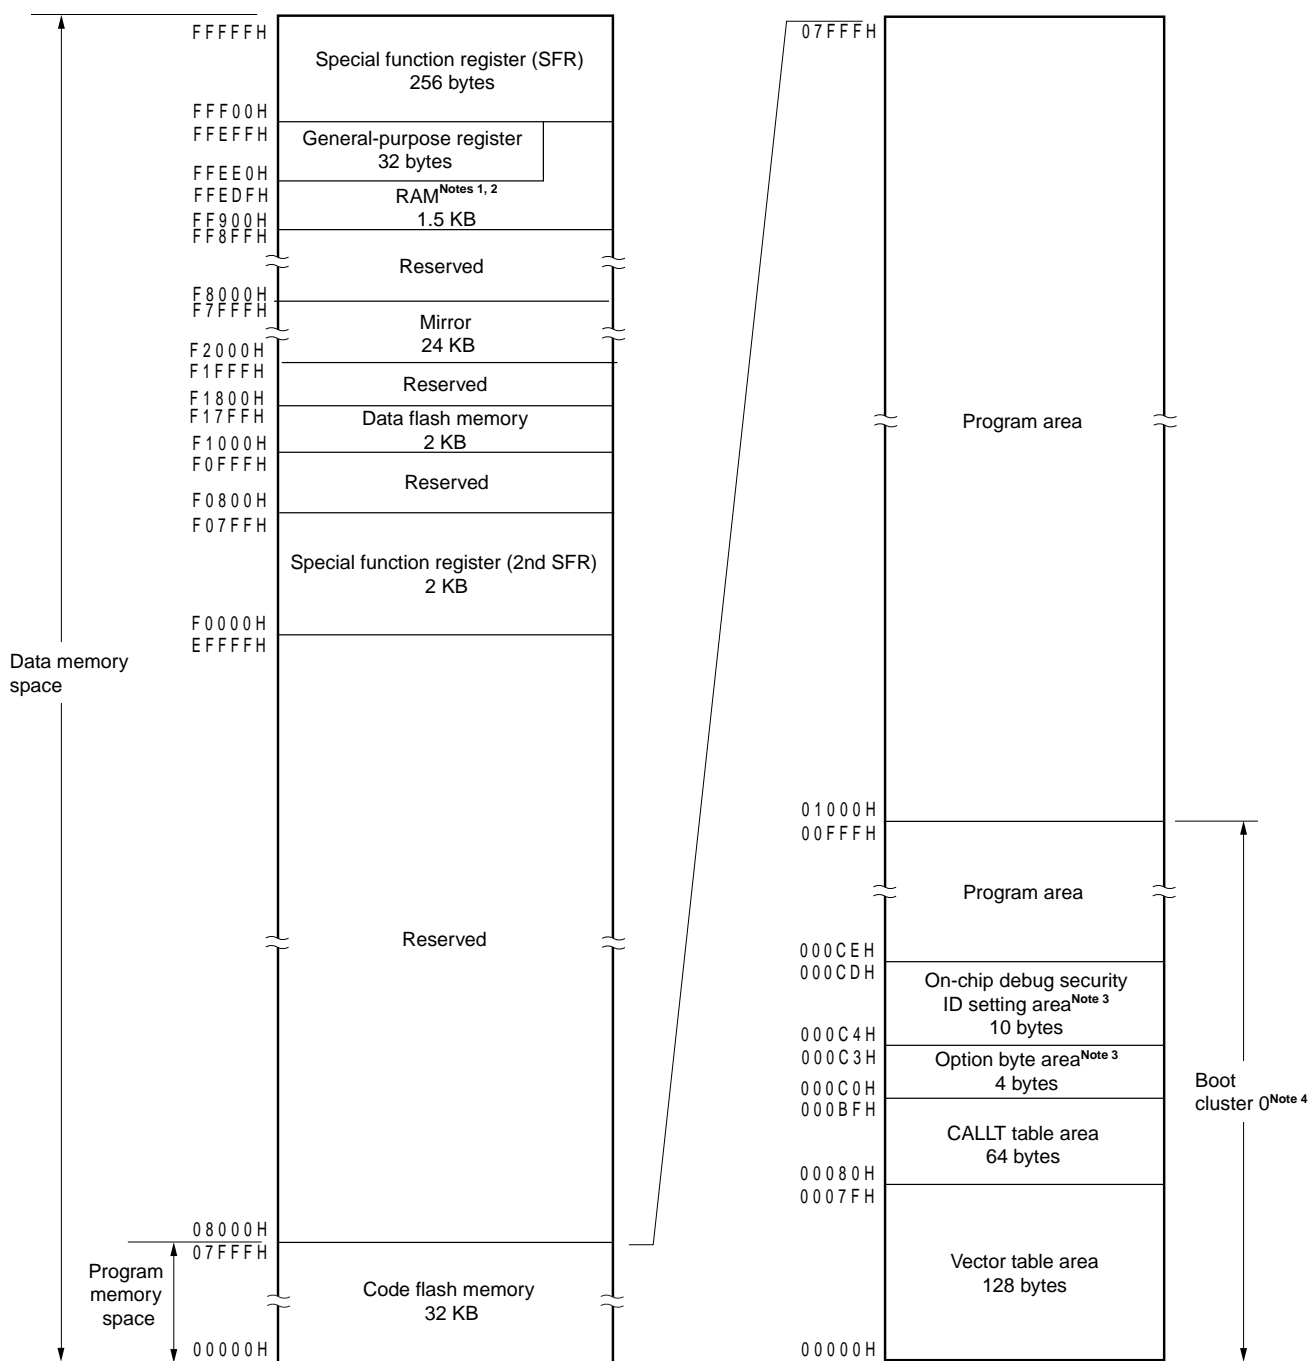 FFFFFH
Special function register (SFR)
256 bytes
FFF00H
FFEFFH
General-purpose register
32 bytes
FFEE0H
FFEDFH
RAMNotes 1, 2
1.5 KB
FF900H
FF8FFH
Reserved
F8000H
F7FFFH
Mirror
24 KB
F2000H
F1FFFH
Reserved
F1800H
F17FFH
Data flash memory
2 KB
F1000H
F0FFFH
Reserved
F0800H
F07FFH
Special function register (2nd SFR)
2 KB
F0000H
EFFFFH
Data memory
space
Reserved
08000H
07FFFH
Program
memory
space
Code flash memory
32 KB
00000H
07FFFH
Program area
01000H
00FFFH
Program area
000CEH
000CDH
On-chip debug security
ID setting areaNote 3
10 bytes
000C4H
000C3H
Option byte areaNote 3
4 bytes
000C0H
000BFH
Boot
cluster 0Note 4
CALLT table area
64 bytes
00080H
0007FH
Vector table area
128 bytes
00000H